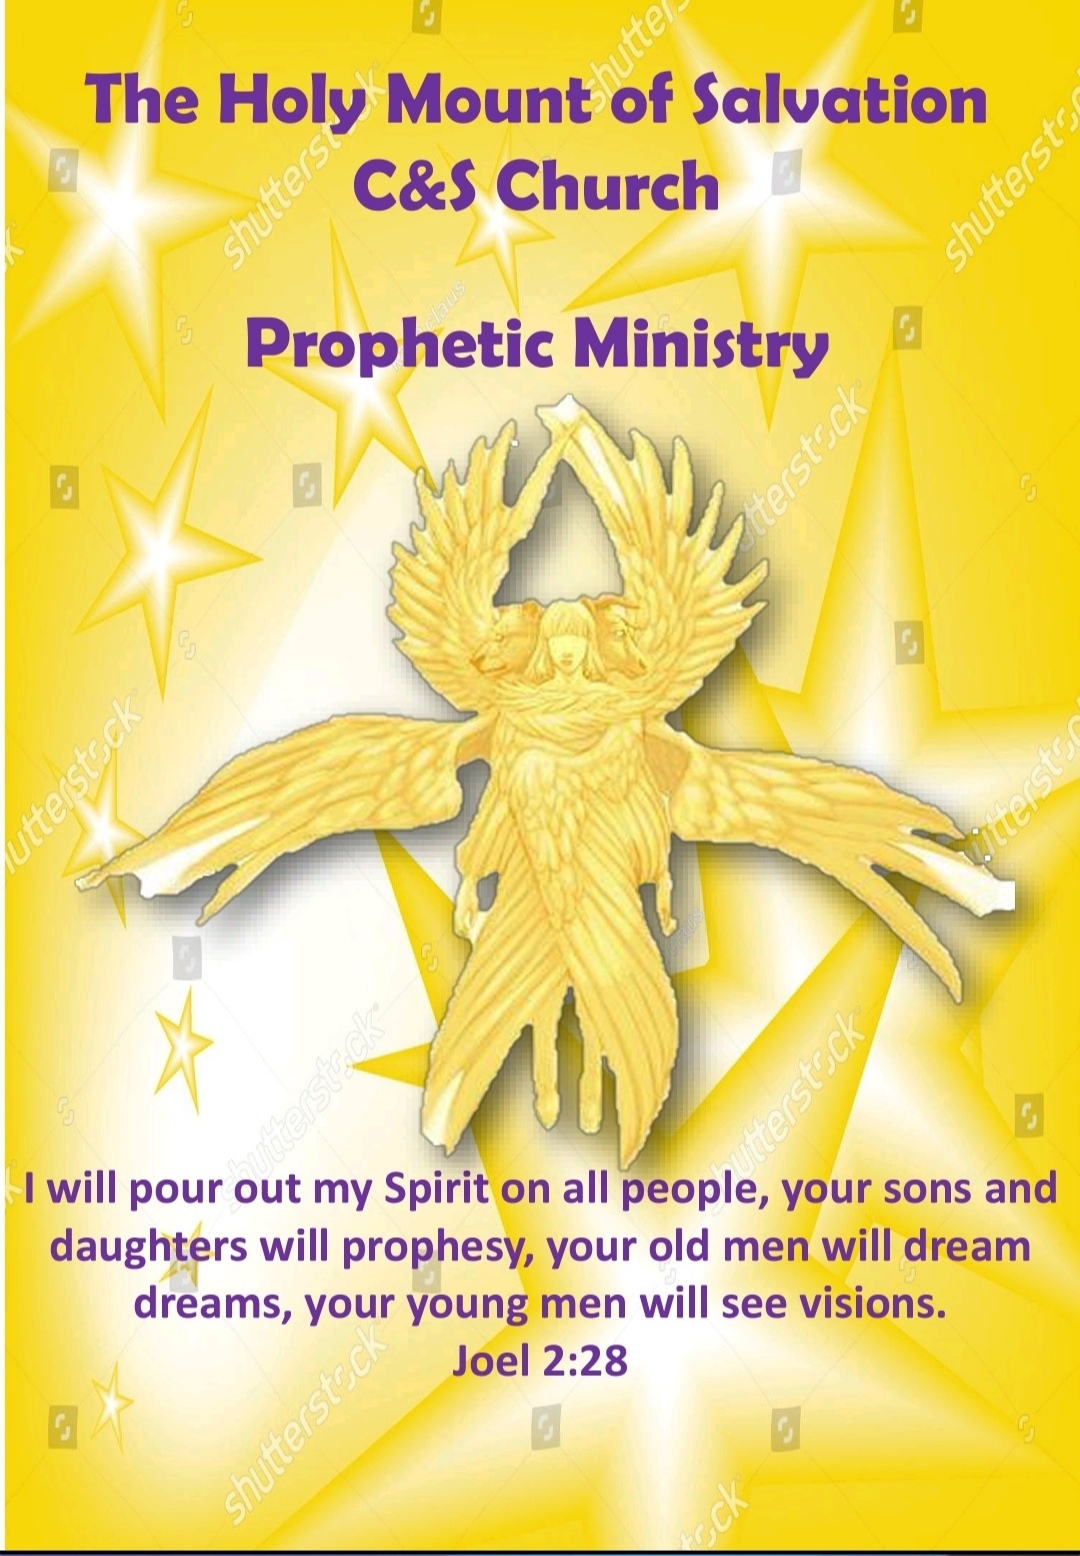 The Holy Mount of Salvation
C&S Church
Prophetic Ministry
I will pour out my Spirit on all people, your sons and
daughters will prophesy, your old men will dream
dreams, your young men will see visions.
Joel 2:28
shutterstock